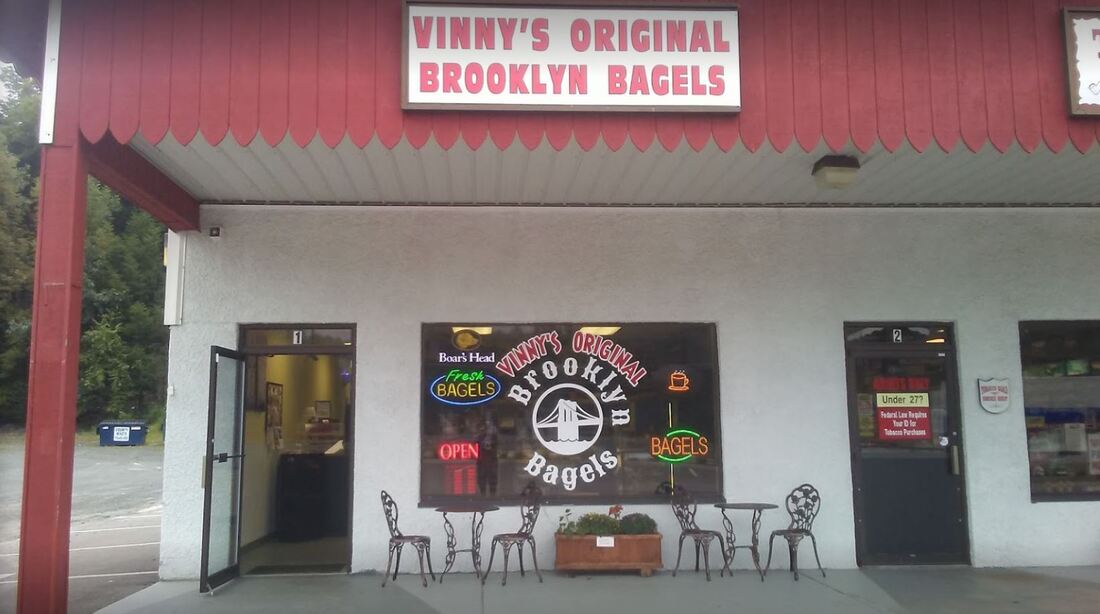 VINNY'S ORIGINAL
BROOKLYN BAGELS
1
Boar's Head
Fresh
BAGELS
OPEN
VINNY'S ORIGINAL
Brooklyn
Bagels
BAGELS
2
Under 27?
Federal Law Requires
Your ID for
Tobacco Purchases